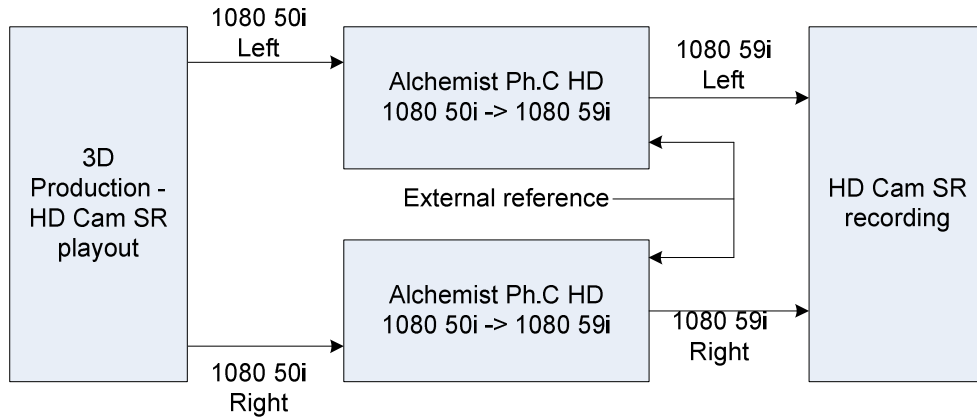 1080 50i
Left
1080 59i
Left
Alchemist Ph.C HD
1080 50i -> 1080 59i
3D
Production -
HD Cam SR
playout
External reference
HD Cam SR
recording
Alchemist Ph.C HD
1080 50i -> 1080 59i
1080 50i
Right
1080 59i
Right